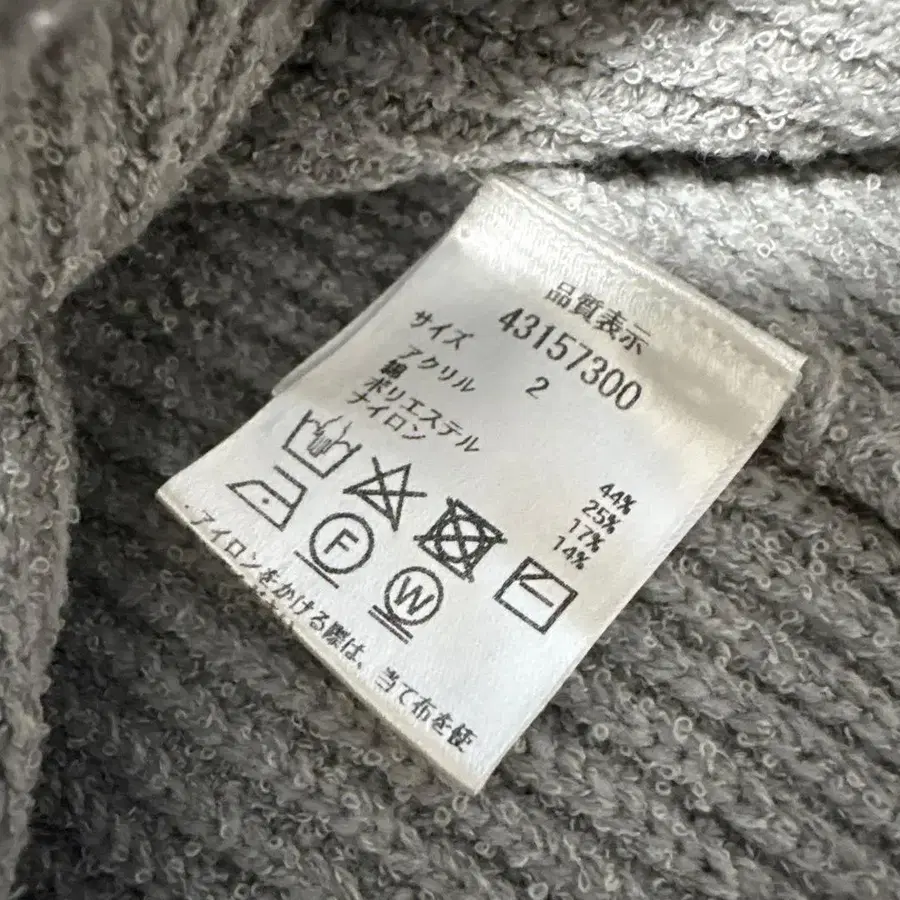 品質表示
43157300
サイズ 2
アクリル 44%
綿 25%
ポリエステル 17%
ナイロン 14%
F
W
・アイロンをかける際は、当て布を使